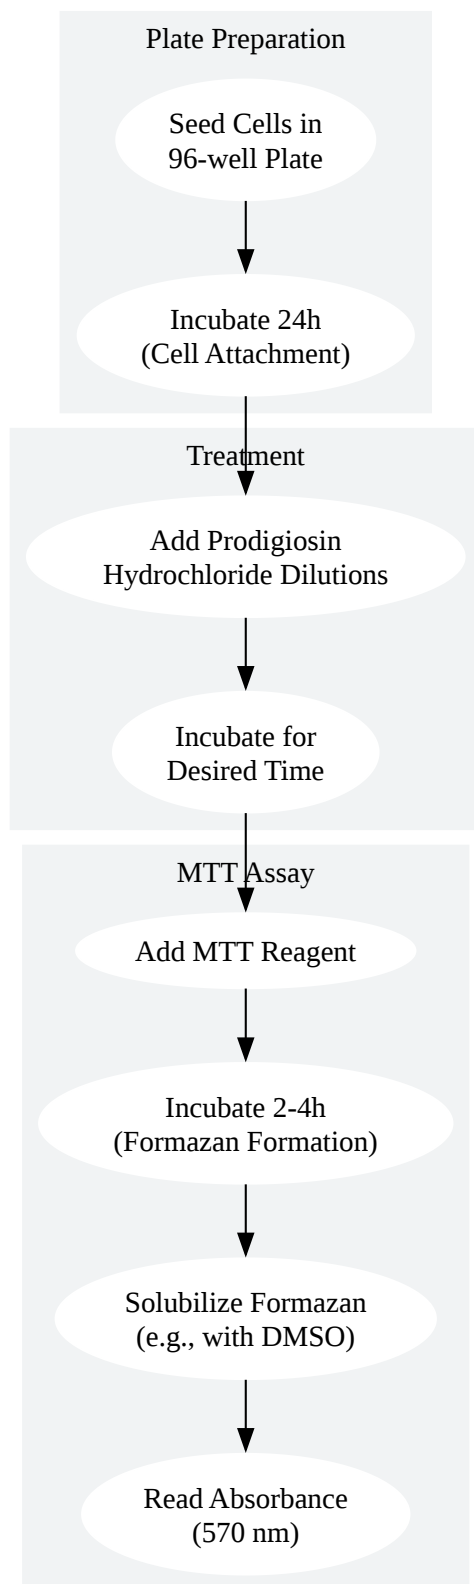 Plate Preparation
Seed Cells in
96-well Plate
Incubate 24h
(Cell Attachment)
Treatment
Add Prodigiosin
Hydrochloride Dilutions
Incubate for
Desired Time
MTT Assay
Add MTT Reagent
Incubate 2-4h
(Formazan Formation)
Solubilize Formazan
(e.g., with DMSO)
Read Absorbance
(570 nm)